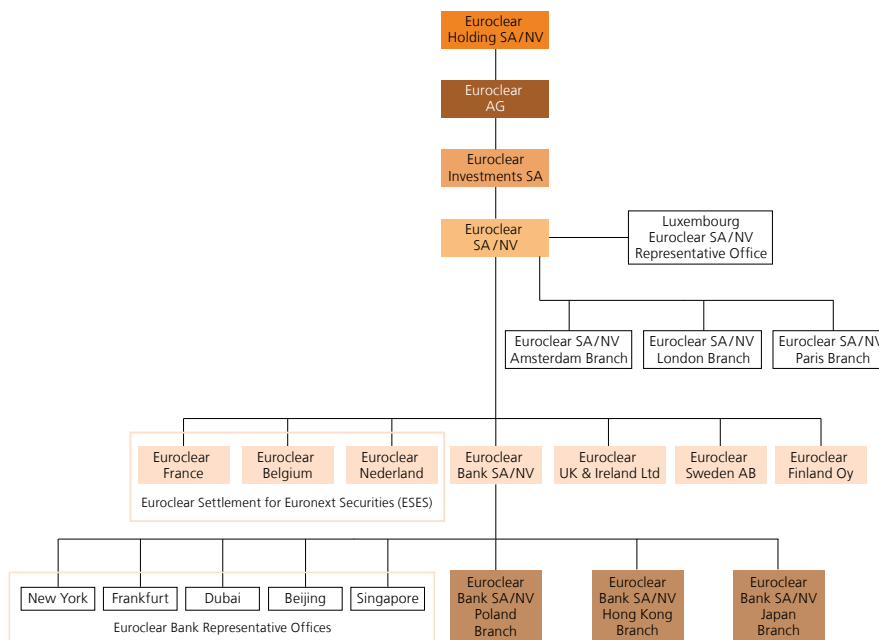 Euroclear
Holding SA/NV
Euroclear
AG
Euroclear
Investments SA
Euroclear
SA/NV
Luxembourg
Euroclear SA/NV
Representative Office
Euroclear SA/NV
Amsterdam Branch
Euroclear SA/NV
London Branch
Euroclear SA/NV
Paris Branch
Euroclear
France
Euroclear
Belgium
Euroclear
Nederland
Euroclear
Bank SA/NV
Euroclear
UK & Ireland Ltd
Euroclear
Sweden AB
Euroclear
Finland Oy
Euroclear Settlement for Euronext Securities (ESES)
New York
Frankfurt
Dubai
Beijing
Singapore
Euroclear Bank Representative Offices
Euroclear
Bank SA/NV
Poland
Branch
Euroclear
Bank SA/NV
Hong Kong
Branch
Euroclear
Bank SA/NV
Japan
Branch